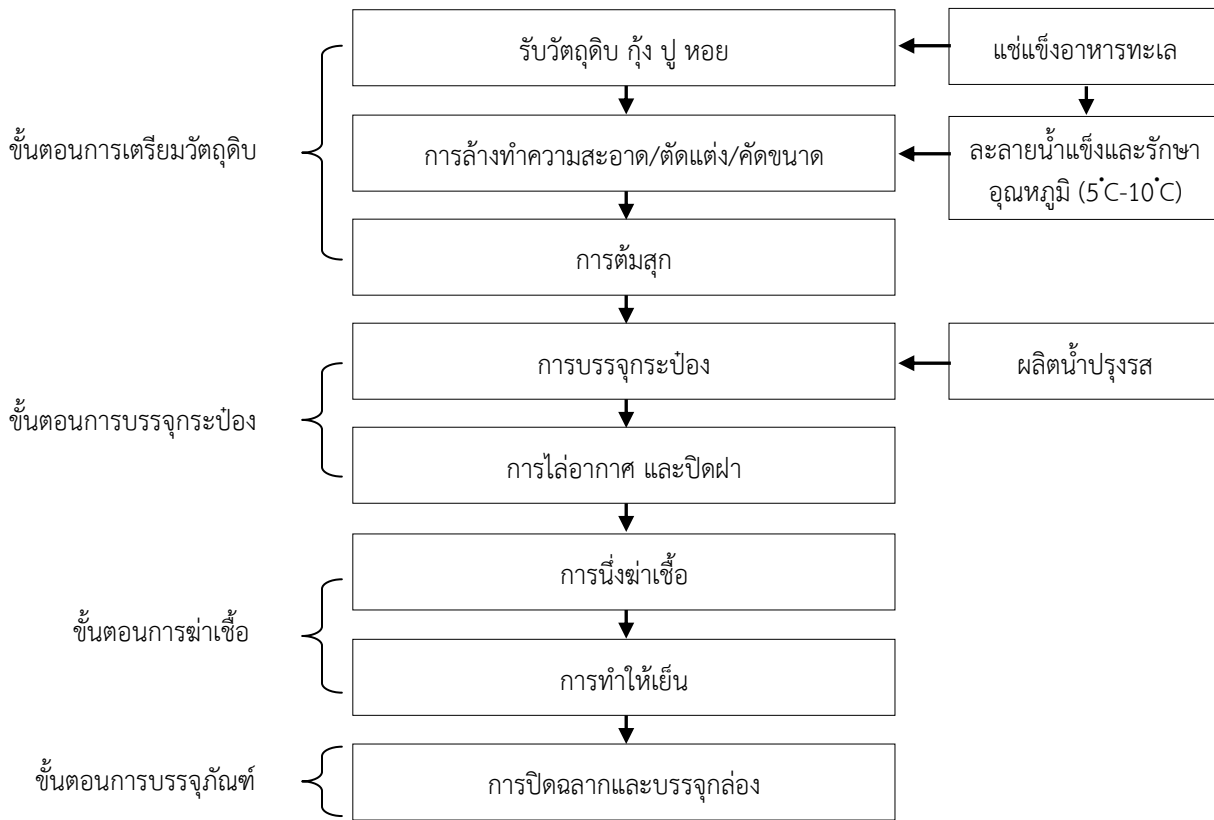 รับวัตถุดิบ กุ้ง ปู หอย
แช่แข็งอาหารทะเล
ขั้นตอนการเตรียมวัตถุดิบ
การล้างทำความสะอาด/ตัดแต่ง/คัดขนาด
ละลายน้ำแข็งและรักษา
อุณหภูมิ (5°C-10°C)
การต้มสุก
การบรรจุกระป๋อง
ผลิตน้ำปรุงรส
ขั้นตอนการบรรจุกระป๋อง
การไล่อากาศ และปิดฝา
การนึ่งฆ่าเชื้อ
ขั้นตอนการฆ่าเชื้อ
การทำให้เย็น
ขั้นตอนการบรรจุภัณฑ์
การปิดฉลากและบรรจุกล่อง